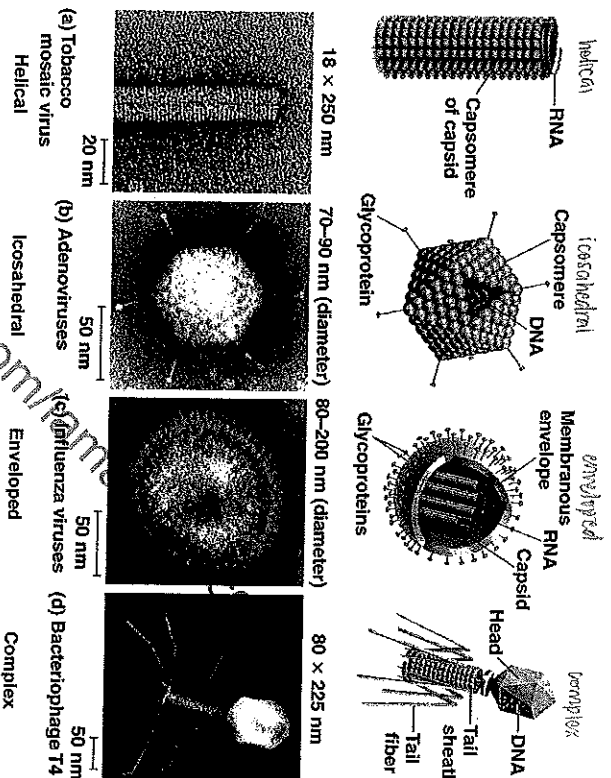 helical
RNA
Capsomere
of capsid
18 × 250 nm
20 nm
(a) Tobacco
mosaic virus
Helical
icosahedral
Capsomere
DNA
Glycoprotein
70–90 nm (diameter)
50 nm
(b) Adenoviruses
Icosahedral
enveloped
Membranous
envelope
RNA
Capsid
Glycoproteins
80–200 nm (diameter)
50 nm
(c) Influenza viruses
Enveloped
complex
Head
DNA
Tail
sheath
Tail
fiber
80 × 225 nm
50 nm
(d) Bacteriophage T4
Complex